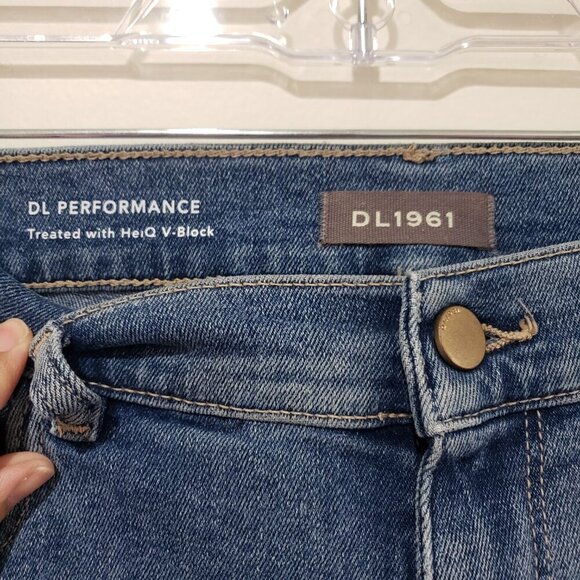 DL PERFORMANCE
Treated with HeiQ V-Block
DL1961